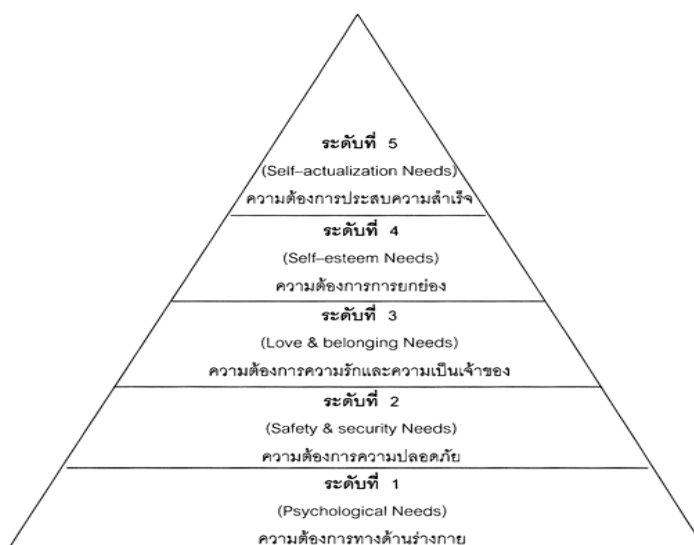 ระดับที่ 5
(Self-actualization Needs)
ความต้องการประสบความสำเร็จ
ระดับที่ 4
(Self-esteem Needs)
ความต้องการการยกย่อง
ระดับที่ 3
(Love & belonging Needs)
ความต้องการความรักและความเป็นเจ้าของ
ระดับที่ 2
(Safety & security Needs)
ความต้องการความปลอดภัย
ระดับที่ 1
(Psychological Needs)
ความต้องการทางด้านร่างกาย